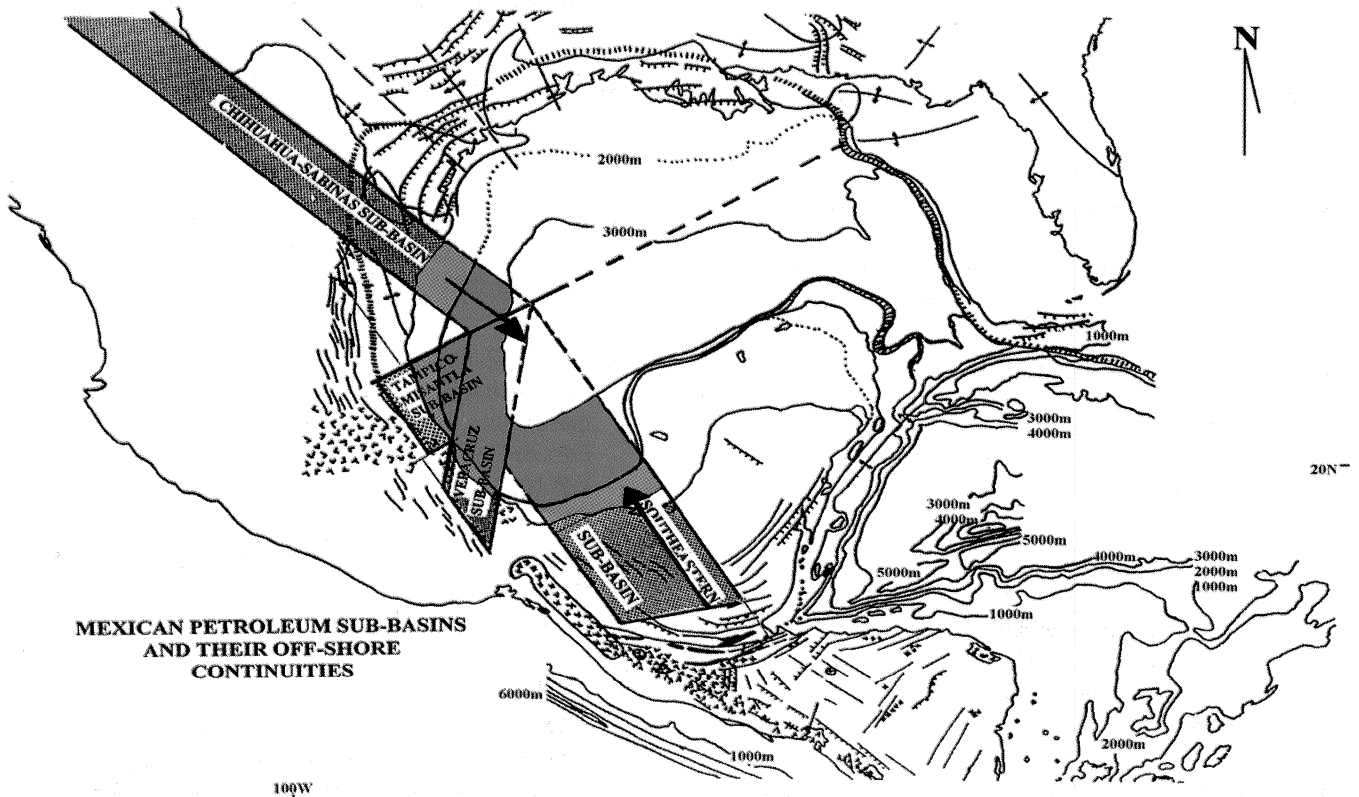 N
CHIHUAHUA-SABINAS SUB-BASIN
2000m
3000m
1000m
TAMPICO
MISANTLA
SUB-BASIN
VERACRUZ
SUB-BASIN
3000m
4000m
20N
SOUTHEASTERN
SUB-BASIN
3000m
4000m
5000m
5000m
4000m
3000m
2000m
1000m
1000m
MEXICAN PETROLEUM SUB-BASINS
AND THEIR OFF-SHORE
CONTINUITIES
6000m
1000m
2000m
100W